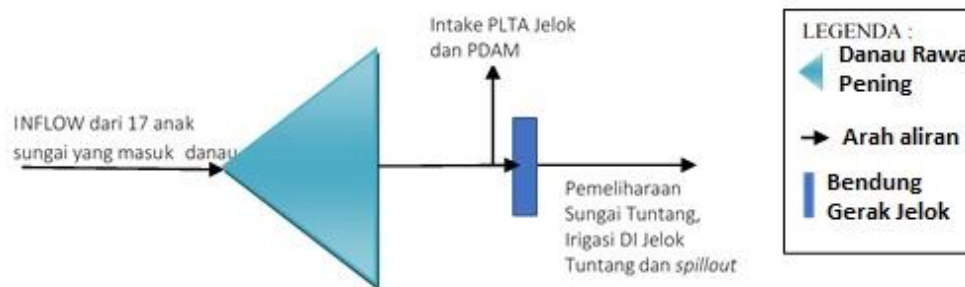 Intake PLTA Jelok
dan PDAM
INFLOW dari 17 anak
sungai yang masuk danau
Pemeliharaan
Sungai Tuntang,
Irigasi DI Jelok
Tuntang dan spillout
LEGENDA :
Danau Rawa
Pening
Arah aliran
Bendung
Gerak Jelok